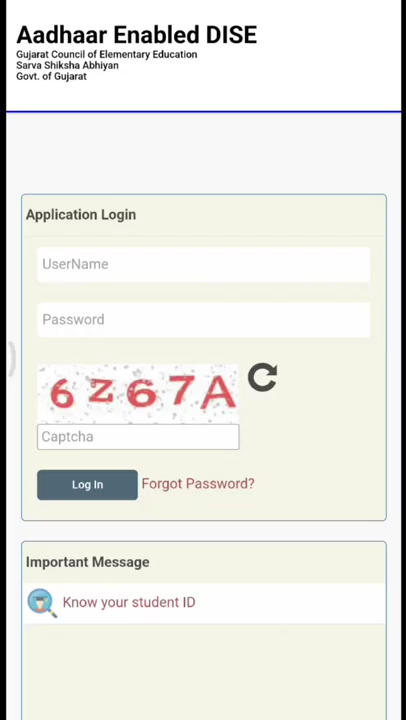 Aadhaar Enabled DISE
Gujarat Council of Elementary Education
Sarva Shiksha Abhiyan
Govt. of Gujarat
Application Login
UserName
Password
6Z67A
Captcha
Log In Forgot Password?
Important Message
Know your student ID